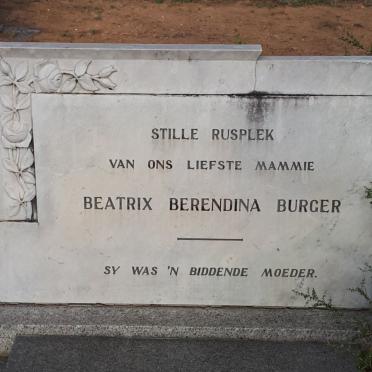 STILLE RUSPLEK
VAN ONS LIEFSTE MAMMIE
BEATRIX BERENDINA BURGER
SY WAS 'N BIDDENDE MOEDER.